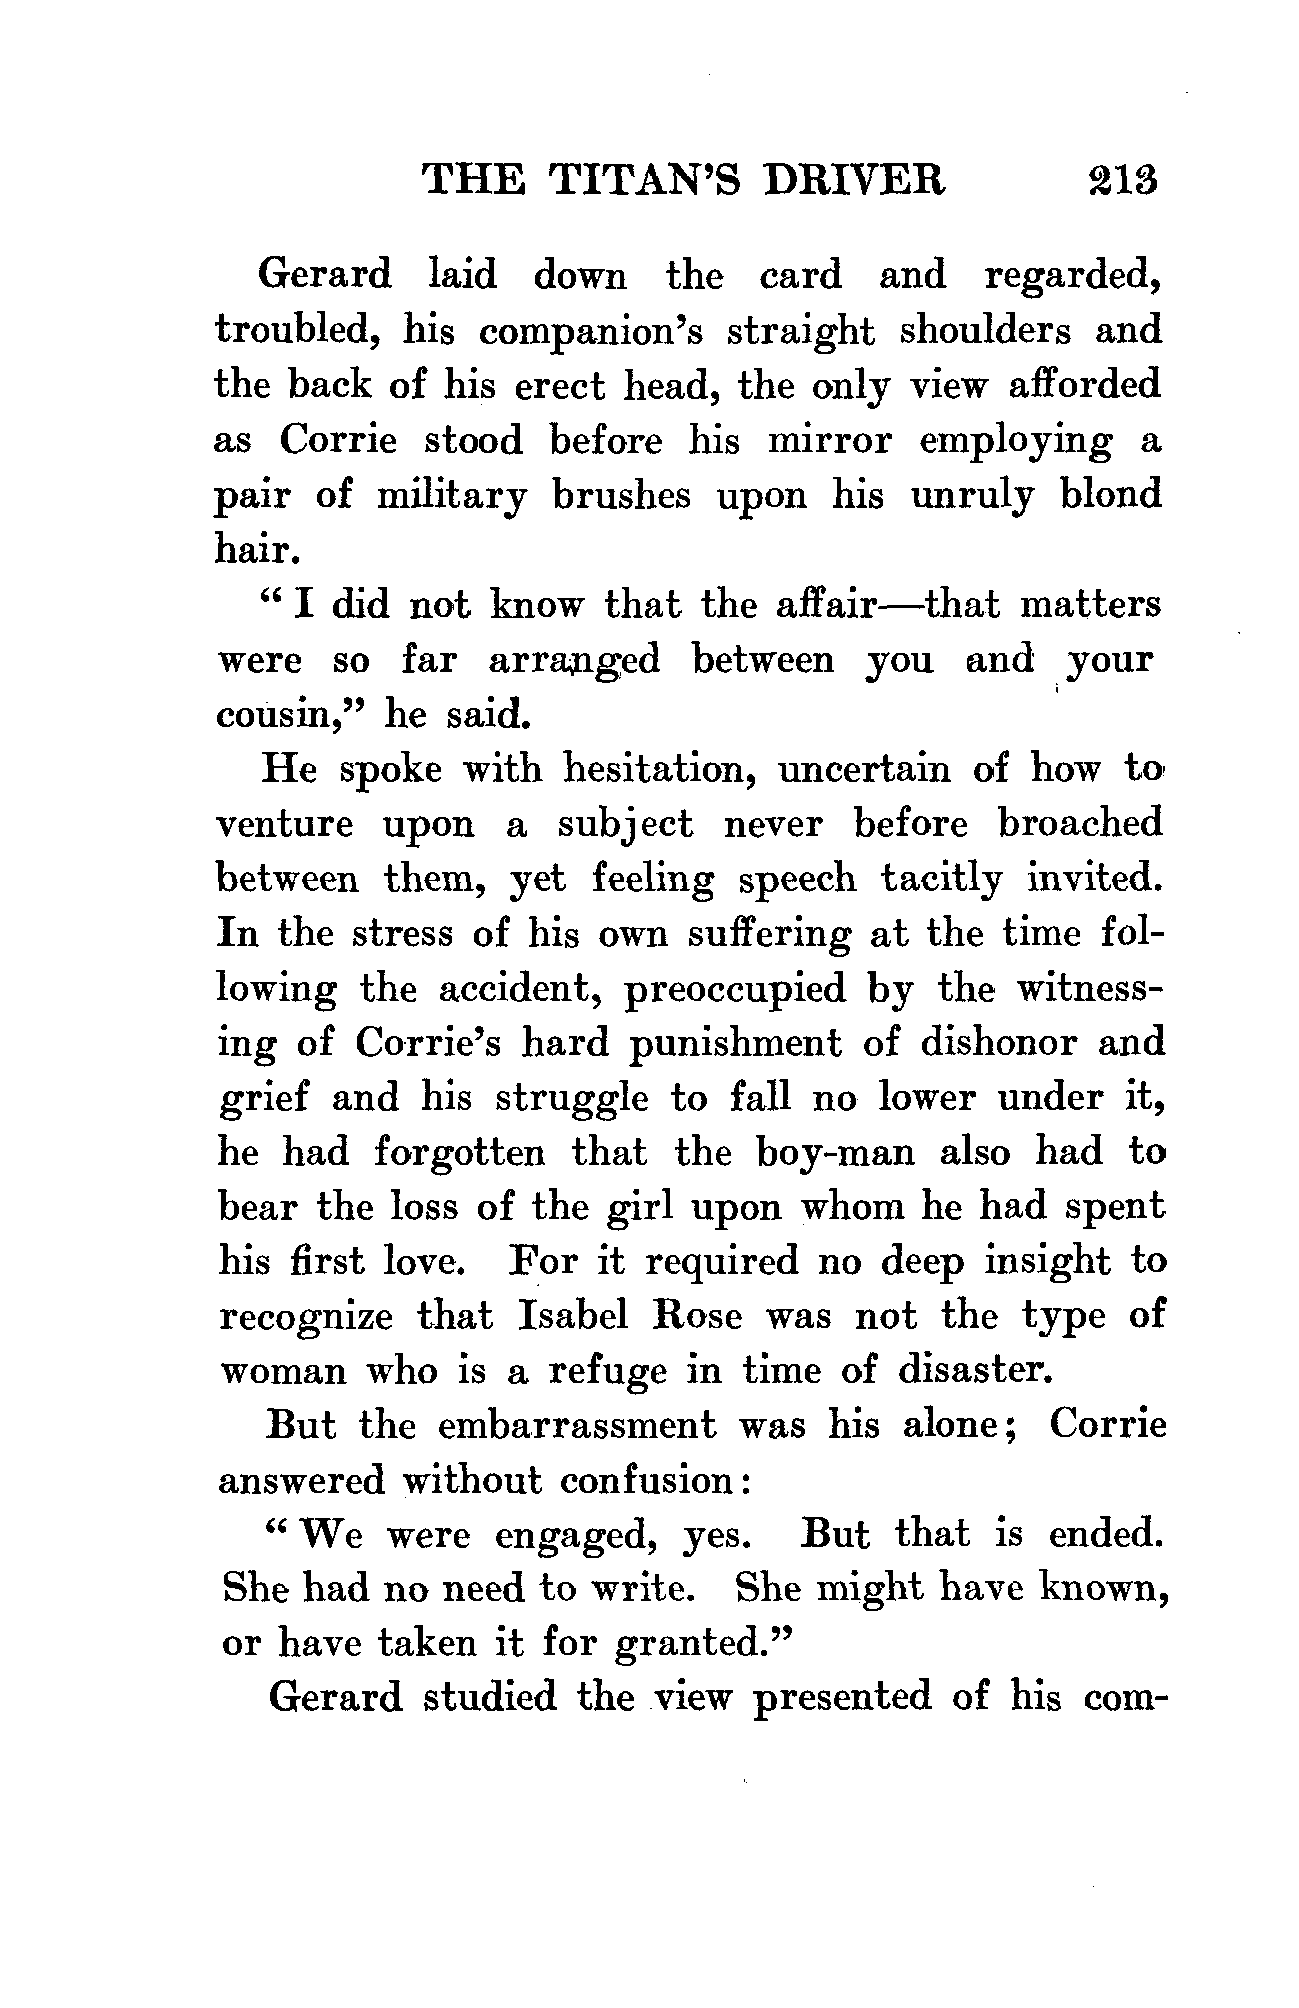 THE TITAN'S DRIVER 213
Gerard laid down the card and regarded,
troubled, his companion's straight shoulders and
the back of his erect head, the only view afforded
as Corrie stood before his mirror employing a
pair of military brushes upon his unruly blond
hair.
“ I did not know that the affair—that matters
were so far arranged between you and your
cousin,” he said.
He spoke with hesitation, uncertain of how to
venture upon a subject never before broached
between them, yet feeling speech tacitly invited.
In the stress of his own suffering at the time fol-
lowing the accident, preoccupied by the witness-
ing of Corrie's hard punishment of dishonor and
grief and his struggle to fall no lower under it,
he had forgotten that the boy-man also had to
bear the loss of the girl upon whom he had spent
his first love. For it required no deep insight to
recognize that Isabel Rose was not the type of
woman who is a refuge in time of disaster.
But the embarrassment was his alone; Corrie
answered without confusion:
“ We were engaged, yes. But that is ended.
She had no need to write. She might have known,
or have taken it for granted.”
Gerard studied the view presented of his com-